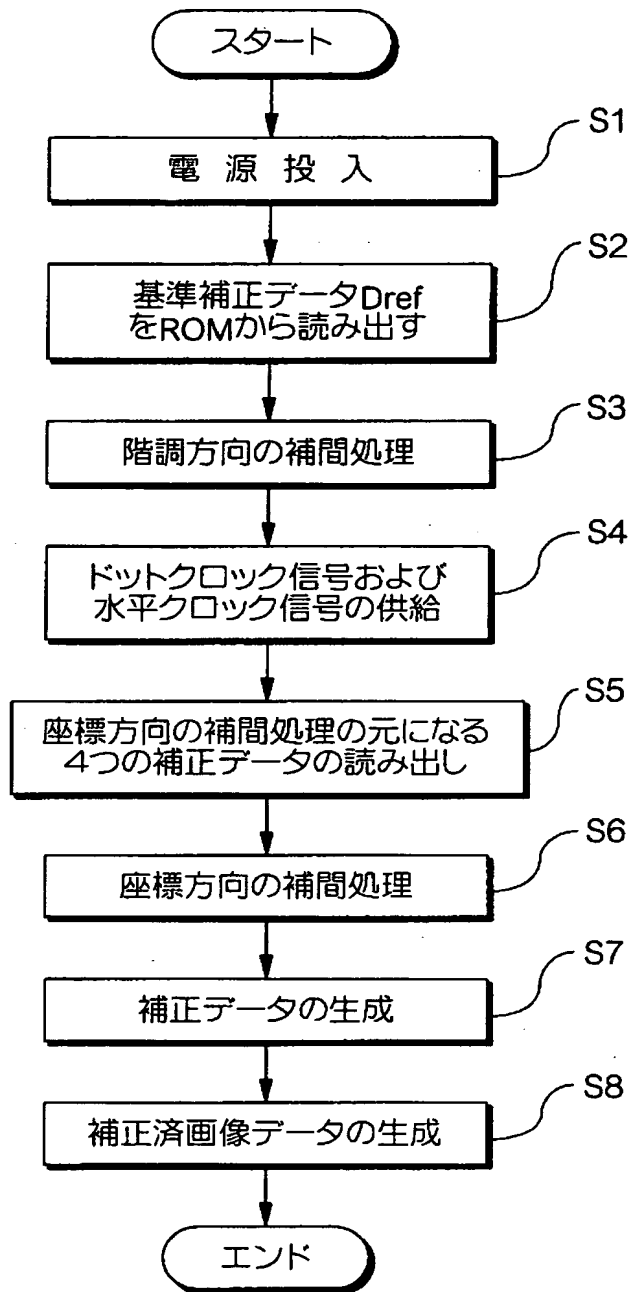 スタート
S1
電源投入
S2
基準補正データDref
をROMから読み出す
S3
階調方向の補間処理
S4
ドットクロック信号および
水平クロック信号の供給
S5
座標方向の補間処理の元になる
4つの補正データの読み出し
S6
座標方向の補間処理
S7
補正データの生成
S8
補正済画像データの生成
エンド